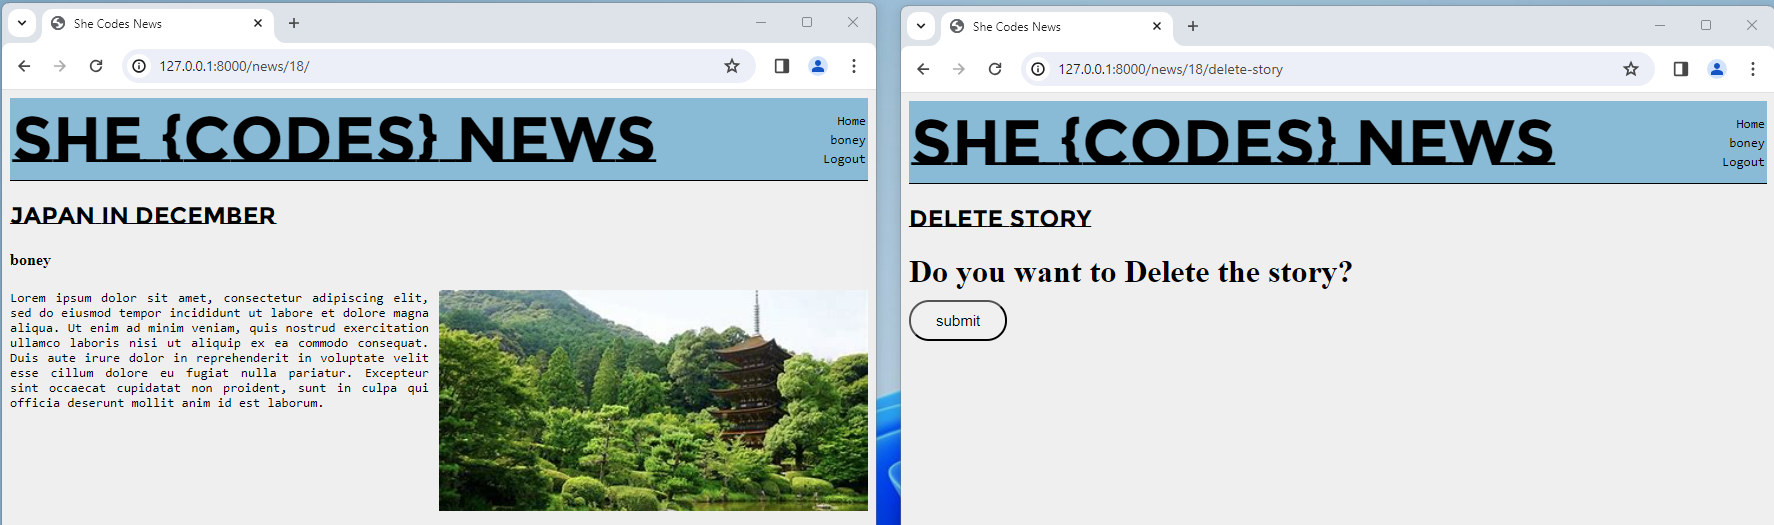 She Codes News
127.0.0.1:8000/news/18/
SHE {CODES} NEWS
Home
boney
Logout
JAPAN IN DECEMBER
boney
Lorem ipsum dolor sit amet, consectetur adipiscing elit,
sed do eiusmod tempor incididunt ut labore et dolore magna
aliqua. Ut enim ad minim veniam, quis nostrud exercitation
ullamco laboris nisi ut aliquip ex ea commodo consequat.
Duis aute irure dolor in reprehenderit in voluptate velit
esse cillum dolore eu fugiat nulla pariatur. Excepteur
sint occaecat cupidatat non proident, sunt in culpa qui
officia deserunt mollit anim id est laborum.
She Codes News
127.0.0.1:8000/news/18/delete-story
SHE {CODES} NEWS
Home
boney
Logout
DELETE STORY
Do you want to Delete the story?
submit